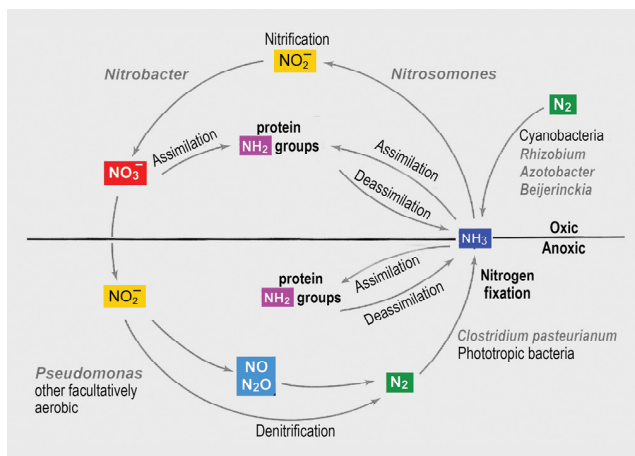 Nitrification
NO₂⁻
Nitrobacter
Nitrosomones
N₂
Cyanobacteria
Rhizobium
Azotobacter
Beijerinckia
protein
NH₂ groups
Assimilation
Assimilation
Deassimilation
NO₃⁻
NH₃
Oxic
Anoxic
Nitrogen
fixation
protein
NH₂ groups
Assimilation
Deassimilation
NO₂⁻
Clostridium pasteurianum
Phototropic bacteria
Pseudomonas
other facultatively
aerobic
NO
N₂O
N₂
Denitrification